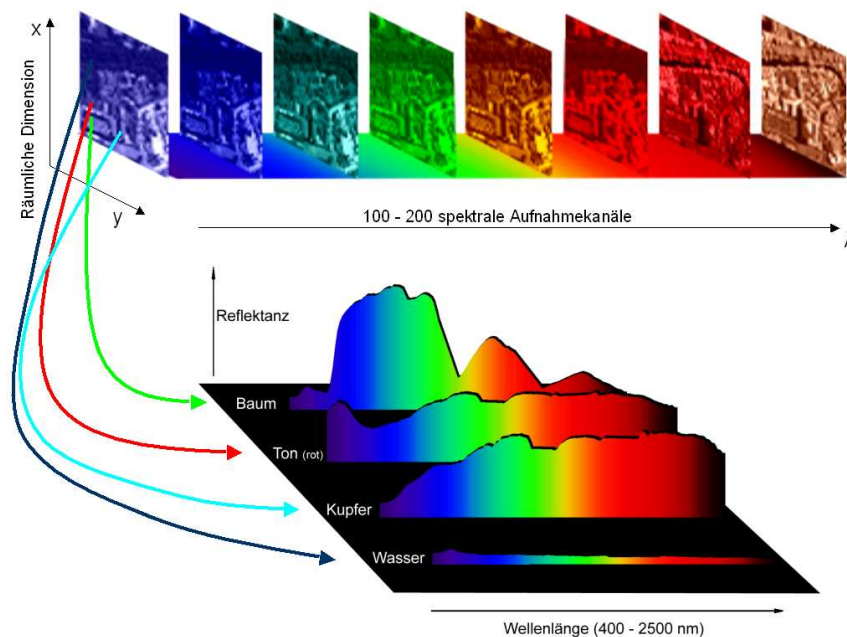 x
Räumliche Dimension
y
100 - 200 spektrale Aufnahmekanäle
Reflektanz
Baum
Ton (rot)
Kupfer
Wasser
Wellenlänge (400 - 2500 nm)